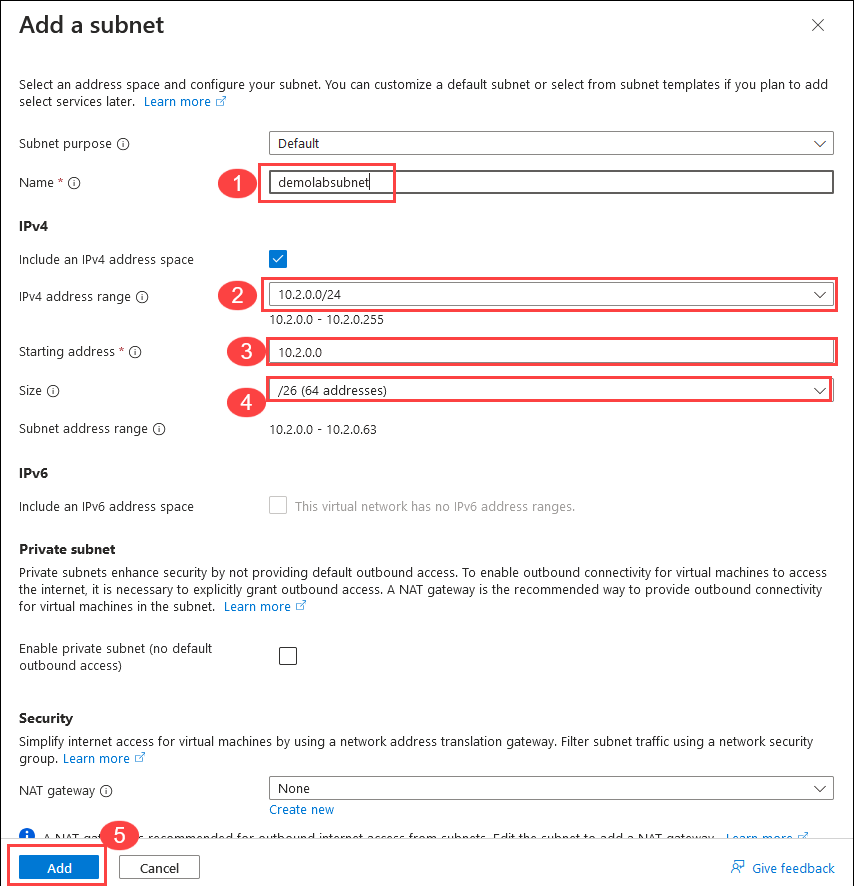 Add a subnet
Select an address space and configure your subnet. You can customize a default subnet or select from subnet templates if you plan to add
select services later. Learn more
Subnet purpose
Default
Name *
1
demolabsubnet
IPv4
Include an IPv4 address space
IPv4 address range
2
10.2.0.0/24
10.2.0.0 - 10.2.0.255
Starting address *
3
10.2.0.0
Size
4
/26 (64 addresses)
Subnet address range
10.2.0.0 - 10.2.0.63
IPv6
Include an IPv6 address space
This virtual network has no IPv6 address ranges.
Private subnet
Private subnets enhance security by not providing default outbound access. To enable outbound connectivity for virtual machines to access
the internet, it is necessary to explicitly grant outbound access. A NAT gateway is the recommended way to provide outbound connectivity
for virtual machines in the subnet. Learn more
Enable private subnet (no default
outbound access)
Security
Simplify internet access for virtual machines by using a network address translation gateway. Filter subnet traffic using a network security
group. Learn more
NAT gateway
None
Create new
A NAT recommended for outbound internet access from subnets. Edit the subnet to add a NAT gateway. Learn more
5
Add
Cancel
Give feedback